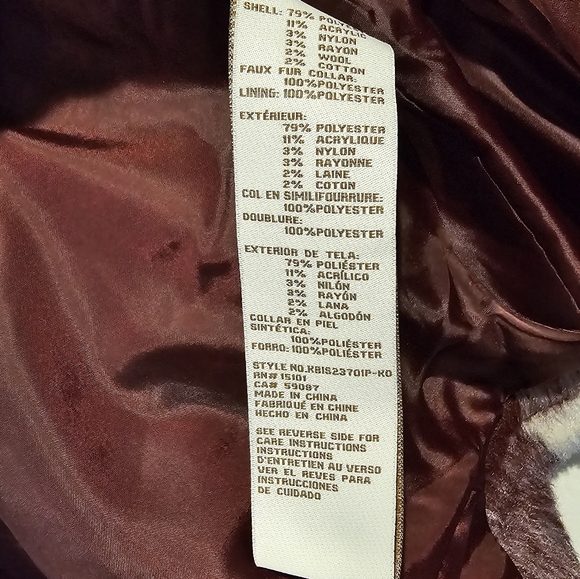 SHELL: 79% POLYESTER
11% ACRYLIC
3% NYLON
3% RAYON
2% WOOL
2% COTTON
FAUX FUR COLLAR:
100%POLYESTER
LINING: 100%POLYESTER
EXTÉRIEUR:
79% POLYESTER
11% ACRYLIQUE
3% NYLON
3% RAYONNE
2% LAINE
2% COTON
COL EN SIMILIFOURRURE:
100%POLYESTER
DOUBLURE:
100%POLYESTER
EXTERIOR DE TELA:
79% POLIÉSTER
11% ACRÍLICO
3% NILÓN
3% RAYÓN
2% LANA
2% ALGODÓN
COLLAR EN PIEL
SINTÉTICA:
100%POLIÉSTER
FORRO: 100%POLIÉSTER
STYLE NO.KBIS23701P-KO
RN# 15101
CA# 59087
MADE IN CHINA
FABRIQUÉ EN CHINE
HECHO EN CHINA
SEE REVERSE SIDE FOR
CARE INSTRUCTIONS
INSTRUCTIONS
D'ENTRETIEN AU VERSO
VER EL REVES PARA
INSTRUCCIONES
DE CUIDADO